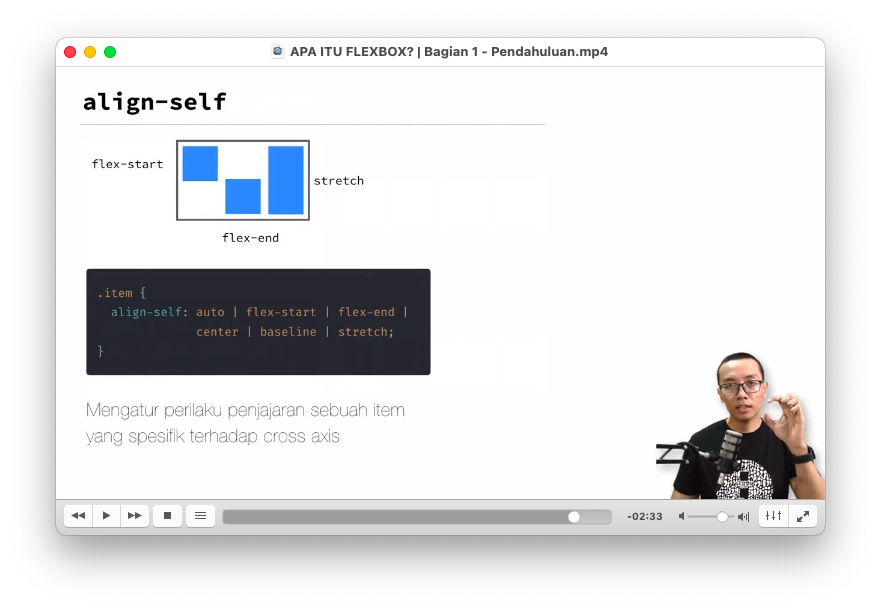 APA ITU FLEXBOX? | Bagian 1 - Pendahuluan.mp4
align-self
flex-start
stretch
flex-end
.item {
align-self: auto | flex-start | flex-end |
center | baseline | stretch;
}
Mengatur perilaku penjajaran sebuah item
yang spesifik terhadap cross axis
-02:33